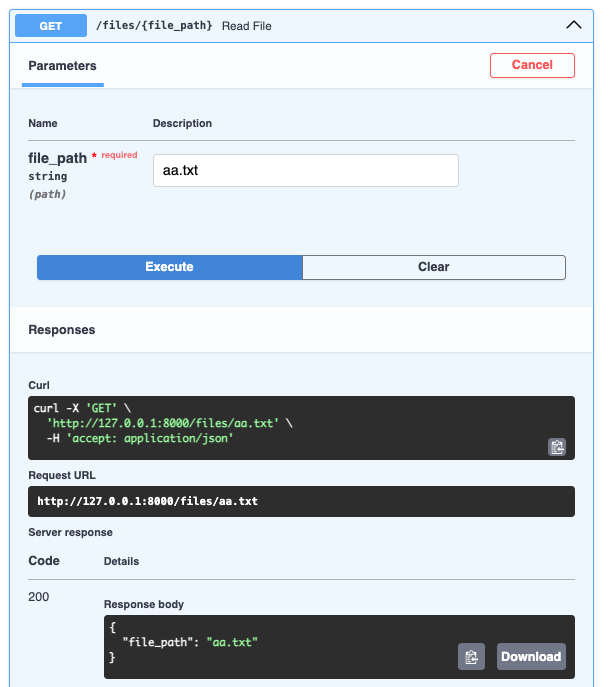 GET /files/{file_path} Read File
Parameters Cancel
Name Description
file_path * required aa.txt
string
(path)
Execute Clear
Responses
Curl
curl -X 'GET' \
'http://127.0.0.1:8000/files/aa.txt' \
-H 'accept: application/json'
Request URL
http://127.0.0.1:8000/files/aa.txt
Server response
Code Details
200
Response body
{
"file_path": "aa.txt"
}
Download